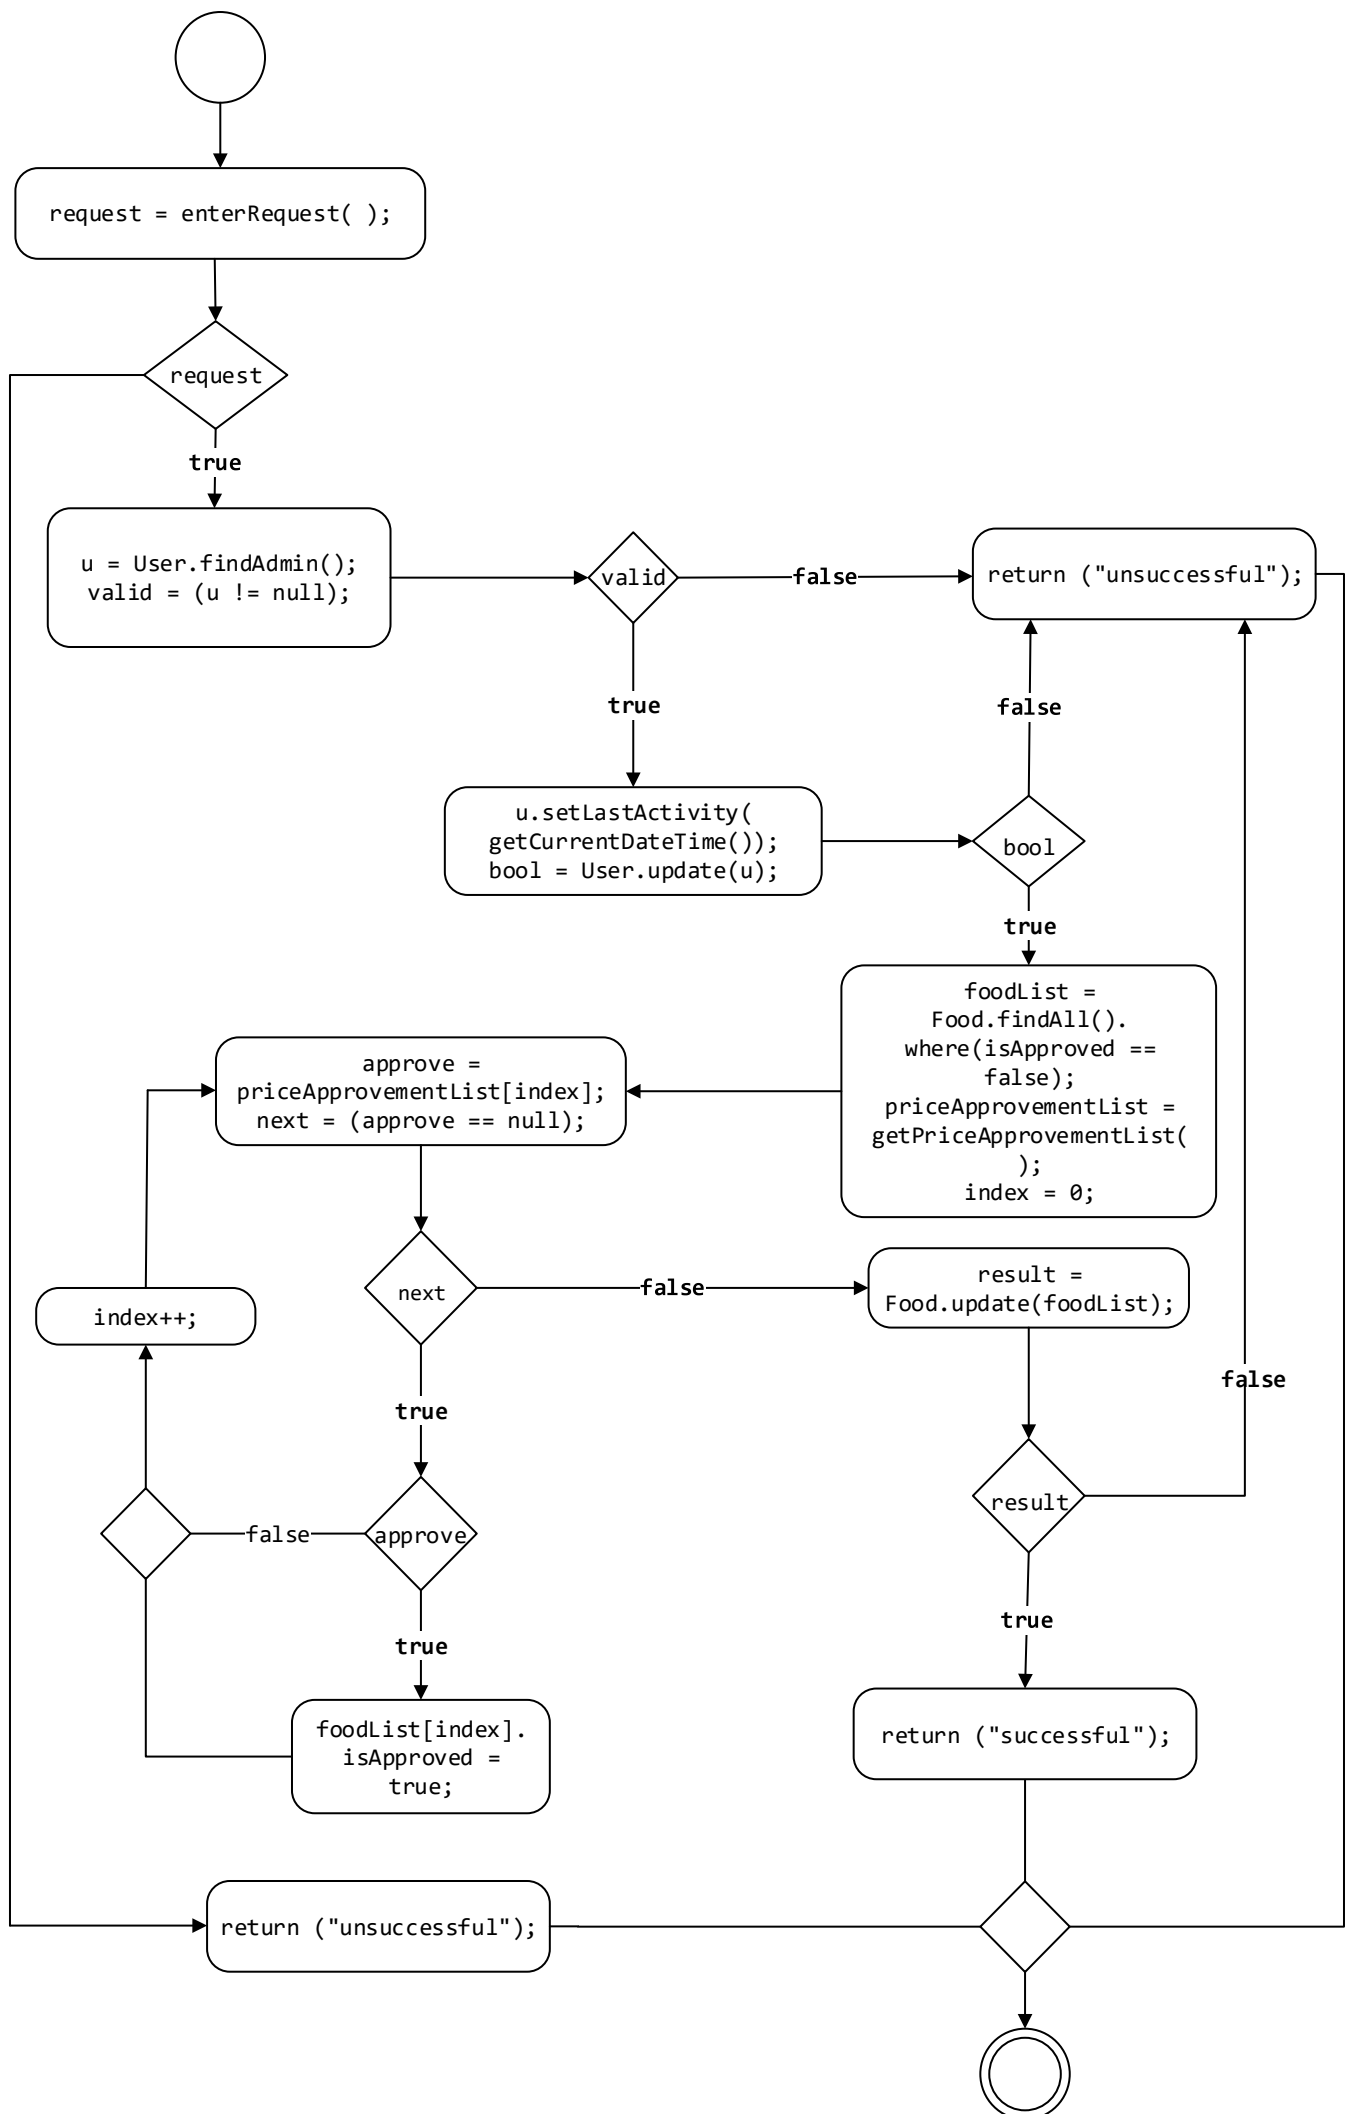 request = enterRequest( );
request
true
u = User.findAdmin();
valid = (u != null);
valid
false
return ("unsuccessful");
true
false
u.setLastActivity(
getCurrentDateTime());
bool = User.update(u);
bool
true
foodList =
Food.findAll().
where(isApproved ==
false);
priceApprovementList =
getPriceApprovementList(
);
index = 0;
approve =
priceApprovementList[index];
next = (approve == null);
next
false
result =
Food.update(foodList);
index++;
true
false
result
approve
false
true
true
foodList[index].
isApproved =
true;
return ("successful");
return ("unsuccessful");